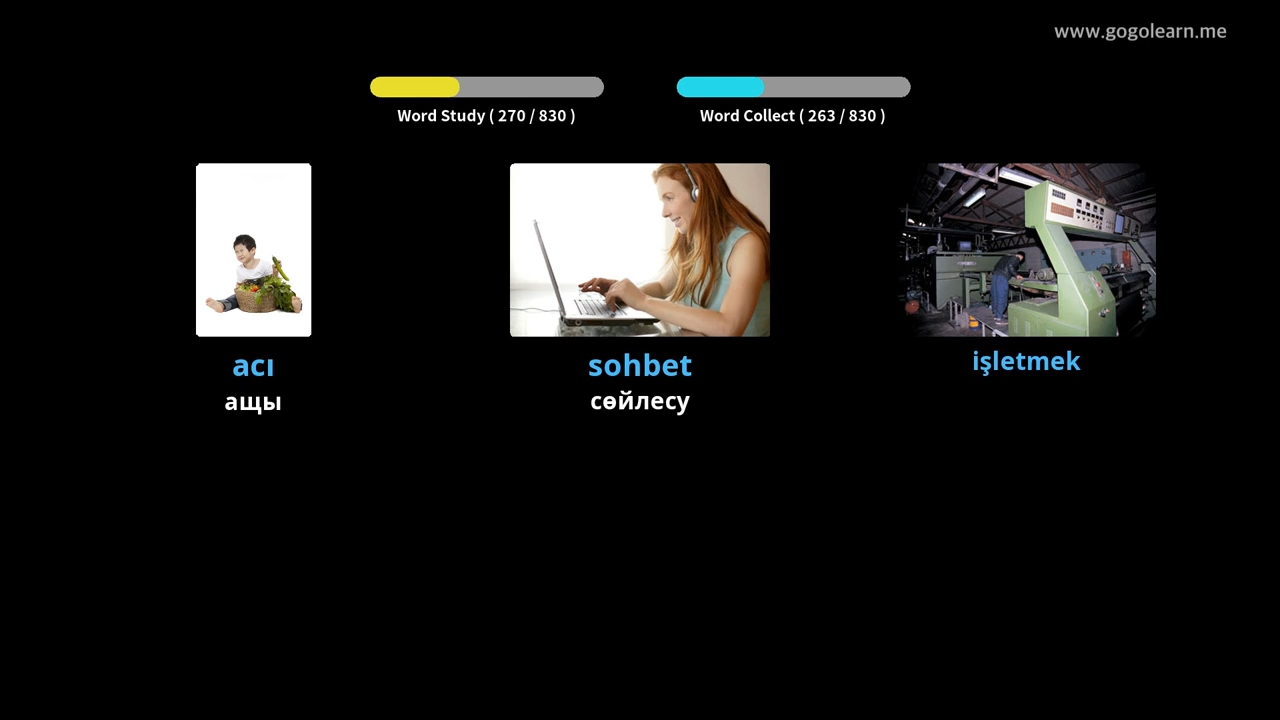 www.gogolearn.me
Word Study ( 270 / 830 )
Word Collect ( 263 / 830 )
acı
ащы
sohbet
сөйлесу
işletmek